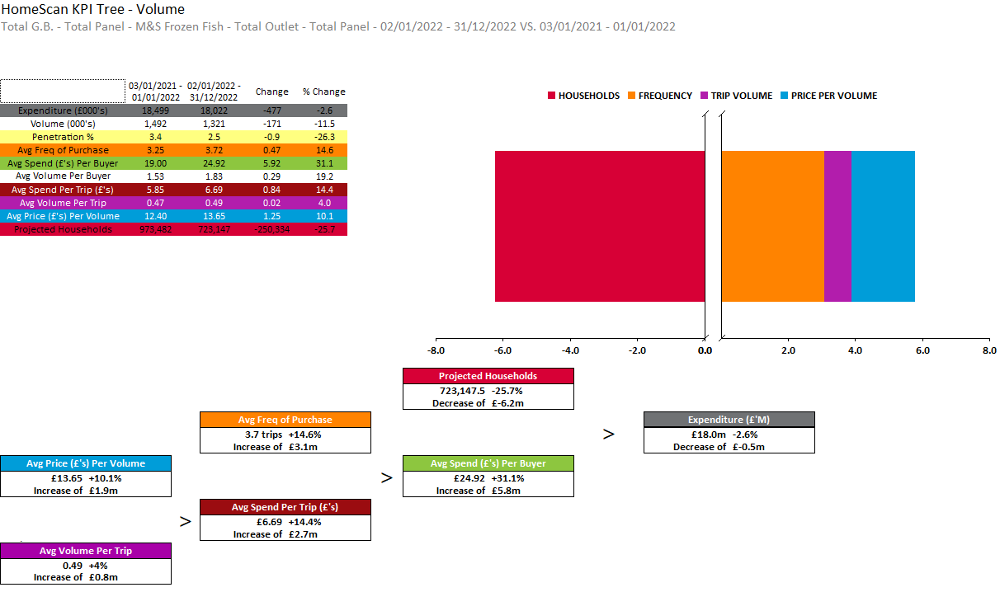 HomeScan KPI Tree - Volume
Total G.B. - Total Panel - M&S Frozen Fish - Total Outlet - Total Panel - 02/01/2022 - 31/12/2022 VS. 03/01/2021 - 01/01/2022
03/01/2021 - 01/01/2022 02/01/2022 - 31/12/2022 Change % Change
Expenditure (£000's) 18,499 18,022 -477 -2.6
Volume (000's) 1,492 1,321 -171 -11.5
Penetration % 3.4 2.5 -0.9 -26.3
Avg Freq of Purchase 3.25 3.72 0.47 14.6
Avg Spend (£'s) Per Buyer 19.00 24.92 5.92 31.1
Avg Volume Per Buyer 1.53 1.83 0.29 19.2
Avg Spend Per Trip (£'s) 5.85 6.69 0.84 14.4
Avg Volume Per Trip 0.47 0.49 0.02 4.0
Avg Price (£'s) Per Volume 12.40 13.65 1.25 10.1
Projected Households 973,482 723,147 -250,334 -25.7
HOUSEHOLDS FREQUENCY TRIP VOLUME PRICE PER VOLUME
-8.0 -6.0 -4.0 -2.0 0.0 2.0 4.0 6.0 8.0
Projected Households
723,147.5 -25.7%
Decrease of £-6.2m
Avg Freq of Purchase
3.7 trips +14.6%
Increase of £3.1m
>
Expenditure (£'M)
£18.0m -2.6%
Decrease of £-0.5m
Avg Price (£'s) Per Volume
£13.65 +10.1%
Increase of £1.9m
>
Avg Spend (£'s) Per Buyer
£24.92 +31.1%
Increase of £5.8m
>
Avg Spend Per Trip (£'s)
£6.69 +14.4%
Increase of £2.7m
Avg Volume Per Trip
0.49 +4%
Increase of £0.8m